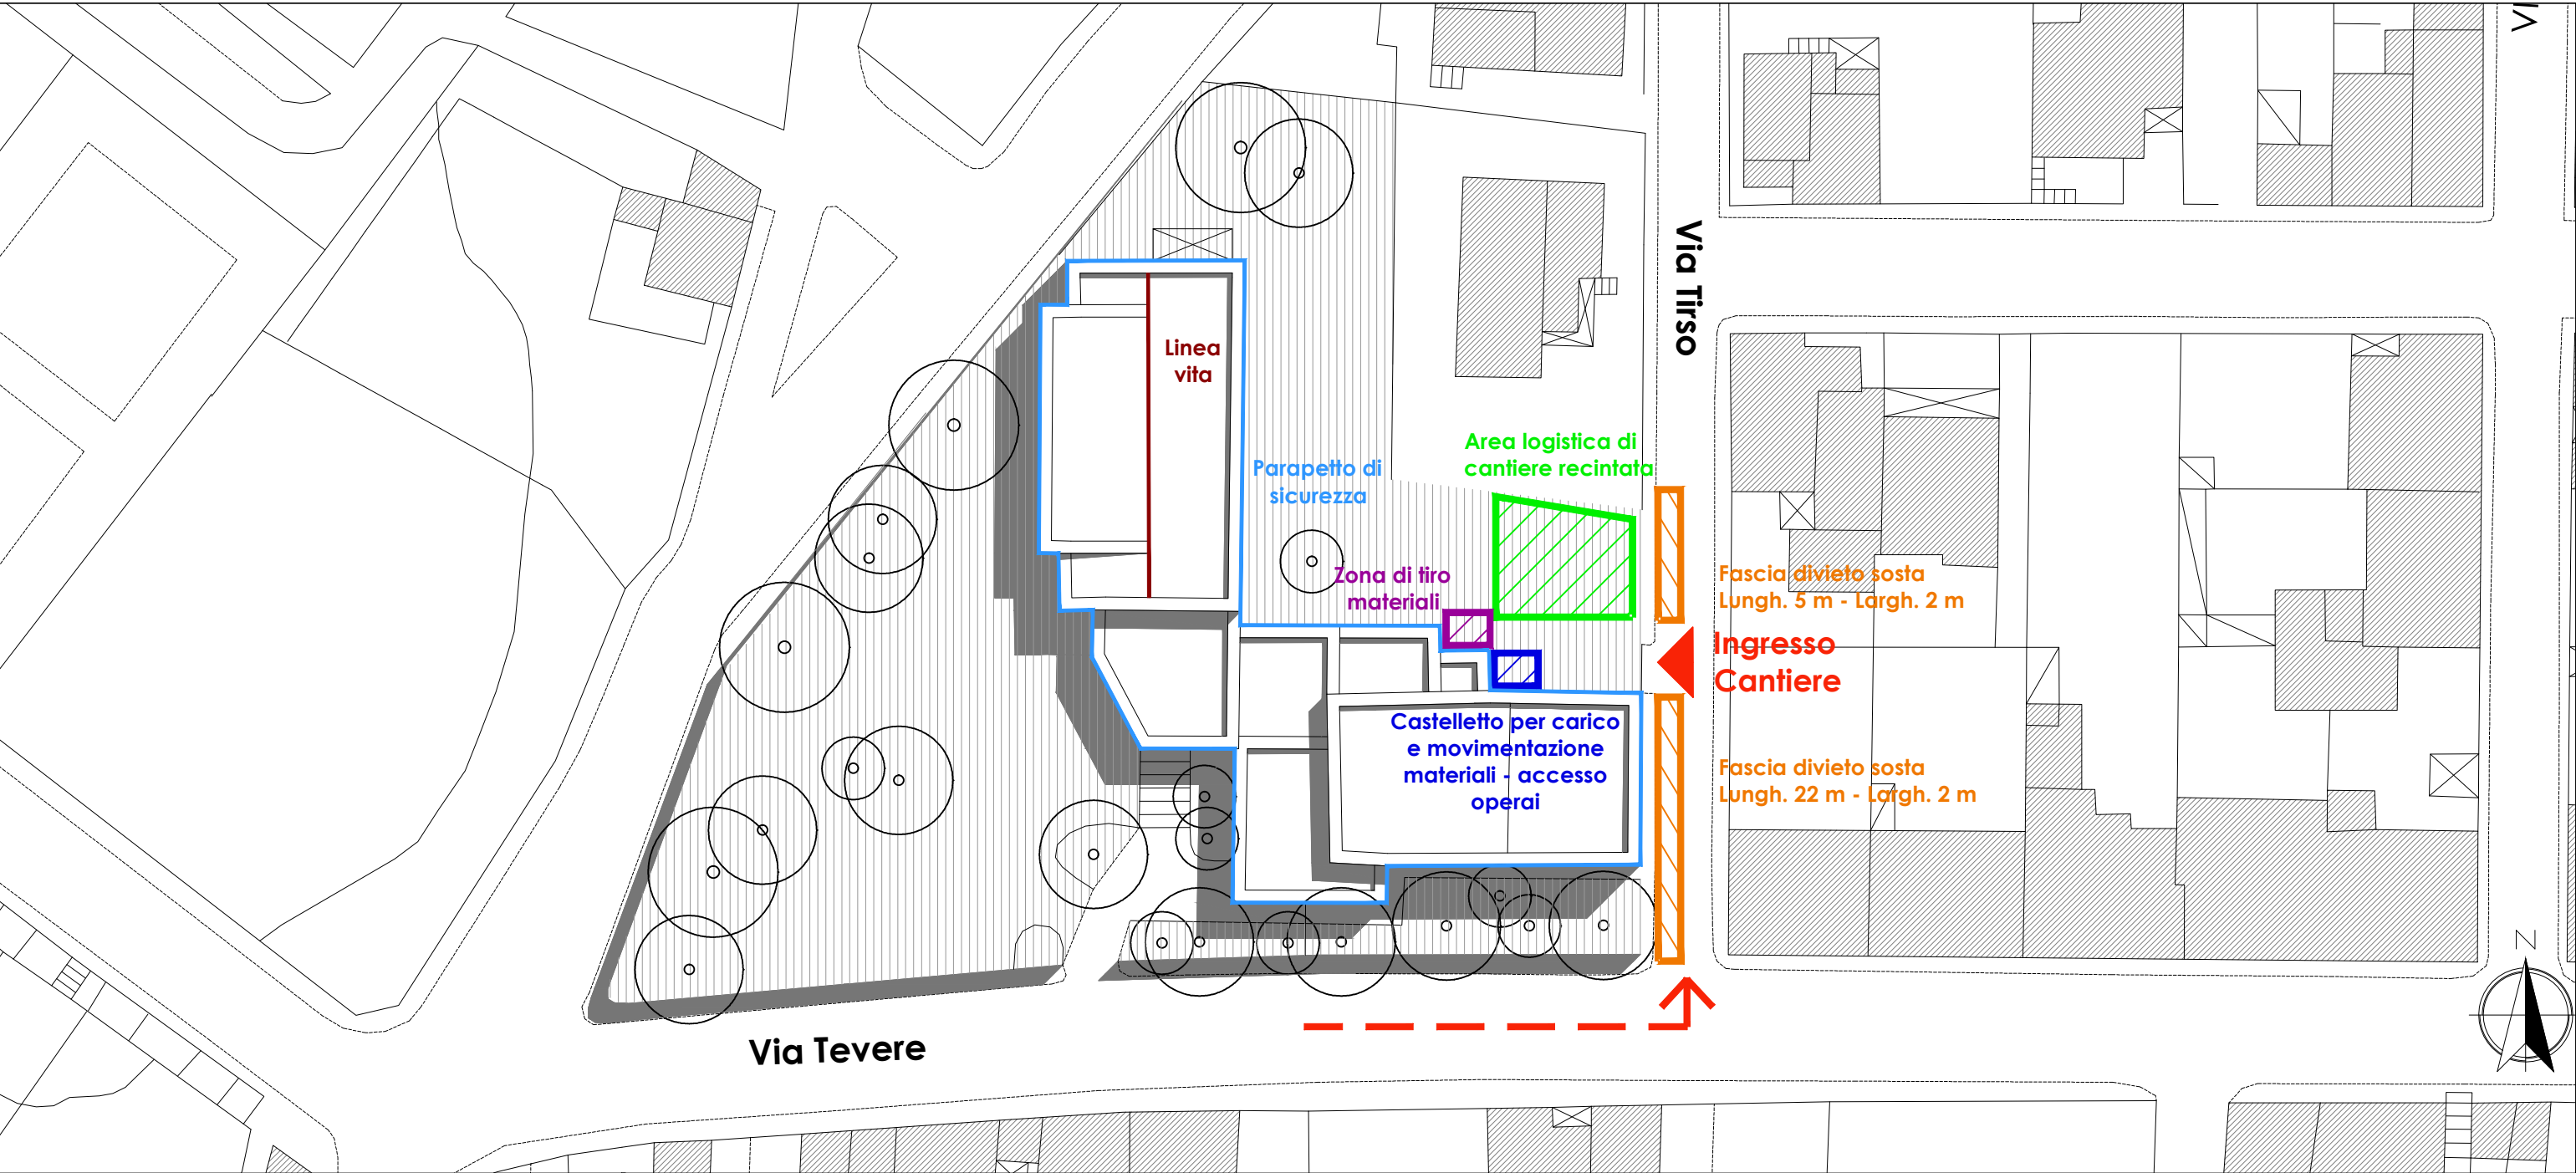 VI
Via Tirso
Linea
vita
Area logistica di
cantiere recintata
Parapetto di
sicurezza
Zona di tiro
materiali
Fascia divieto sosta
Lungh. 5 m - Largh. 2 m
Ingresso
Cantiere
Castelletto per carico
e movimentazione
materiali - accesso
operai
Fascia divieto sosta
Lungh. 22 m - Largh. 2 m
N
Via Tevere